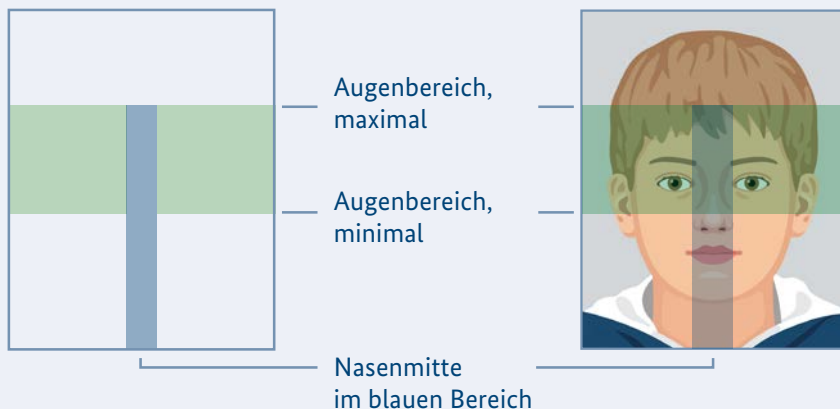 Augenbereich,
maximal
Augenbereich,
minimal
Nasenmitte
im blauen Bereich